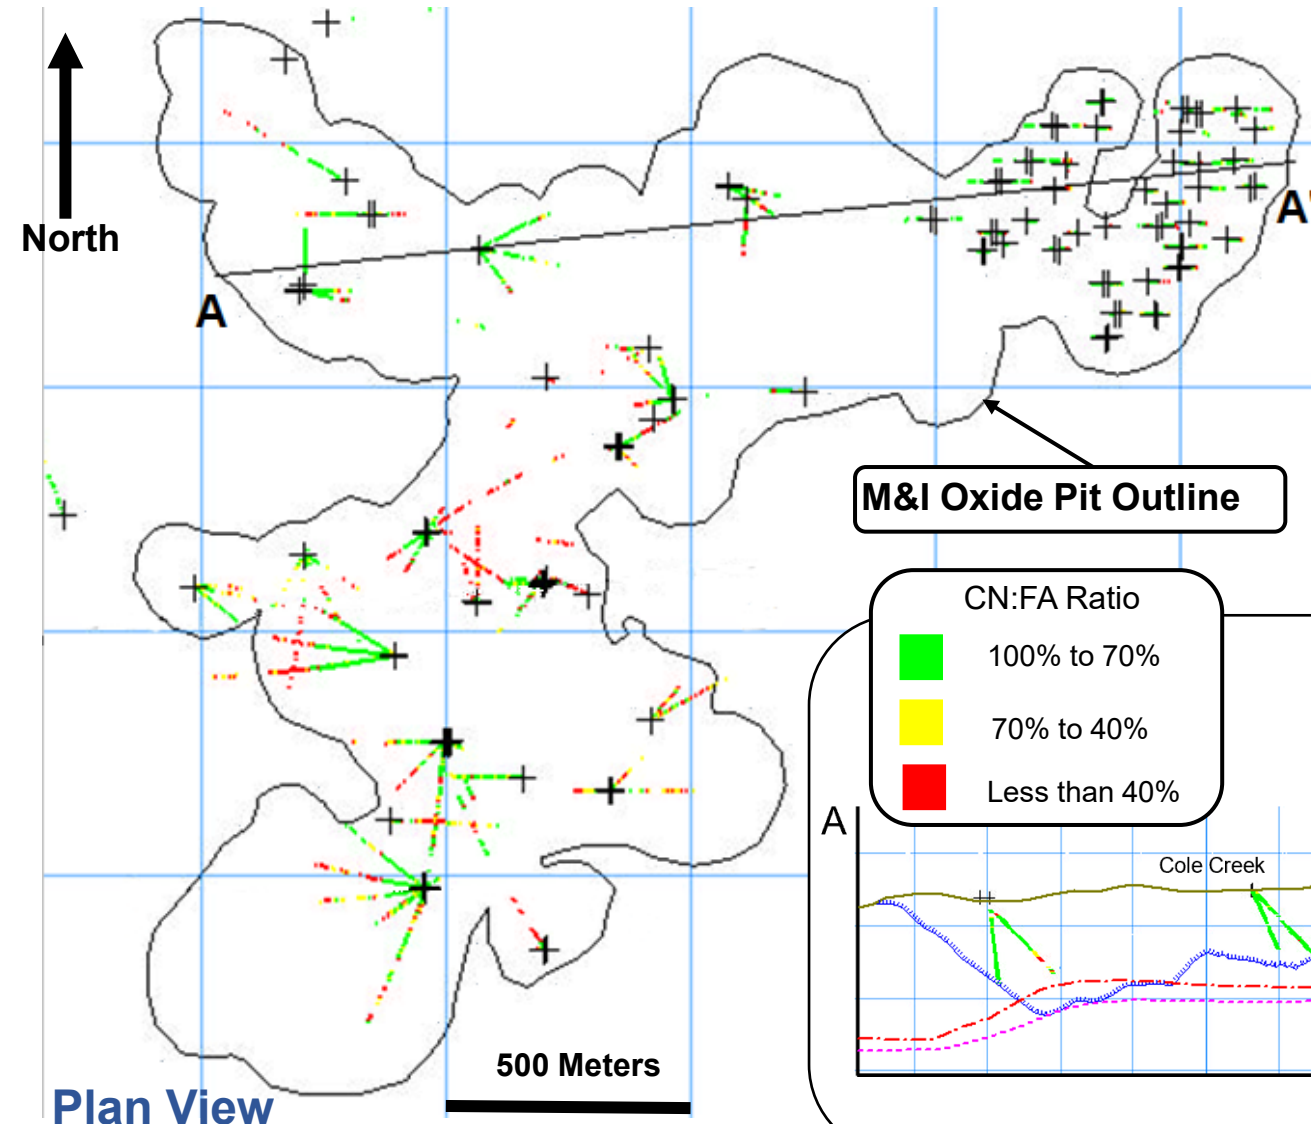 North
A
A'
M&I Oxide Pit Outline
CN:FA Ratio
100% to 70%
70% to 40%
Less than 40%
A
Cole Creek
500 Meters
Plan View